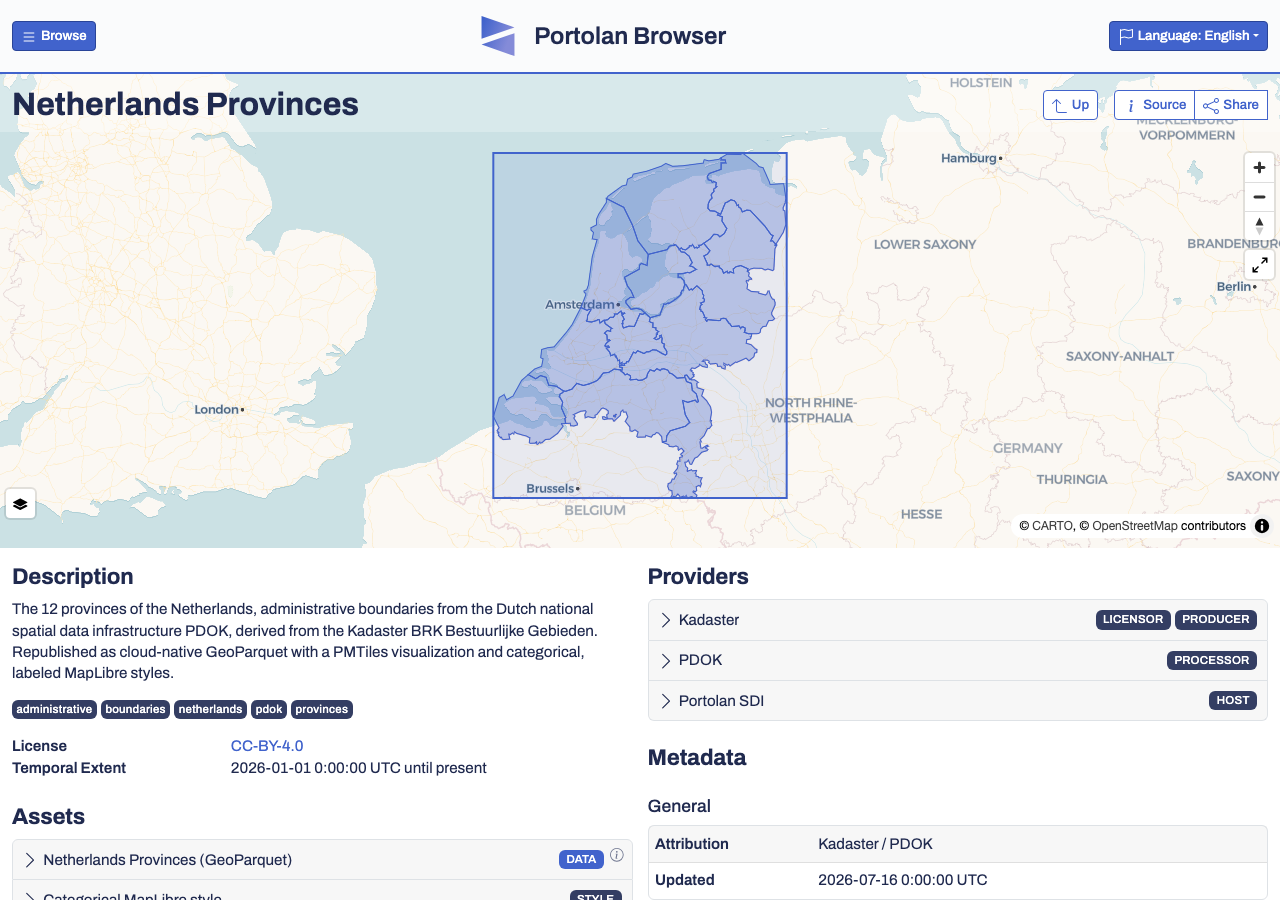 Browse
Portolan Browser
Language: English
Netherlands Provinces
Up
Source
Share
HOLSTEIN
MECKLENBURG-
VORPOMMERN
Hamburg
LOWER SAXONY
BRANDENBURG
Berlin
Amsterdam
SAXONY-ANHALT
London
NORTH RHINE-
WESTPHALIA
GERMANY
THURINGIA
SAXONY
Brussels
BELGIUM
HESSE
© CARTO, © OpenStreetMap contributors
Description
The 12 provinces of the Netherlands, administrative boundaries from the Dutch national
spatial data infrastructure PDOK, derived from the Kadaster BRK Bestuurlijke Gebieden.
Republished as cloud-native GeoParquet with a PMTiles visualization and categorical,
labeled MapLibre styles.
administrative boundaries netherlands pdok provinces
License CC-BY-4.0
Temporal Extent 2026-01-01 0:00:00 UTC until present
Assets
Netherlands Provinces (GeoParquet) DATA
Categorical MapLibre style STYLE
Providers
Kadaster LICENSOR PRODUCER
PDOK PROCESSOR
Portolan SDI HOST
Metadata
General
Attribution Kadaster / PDOK
Updated 2026-07-16 0:00:00 UTC